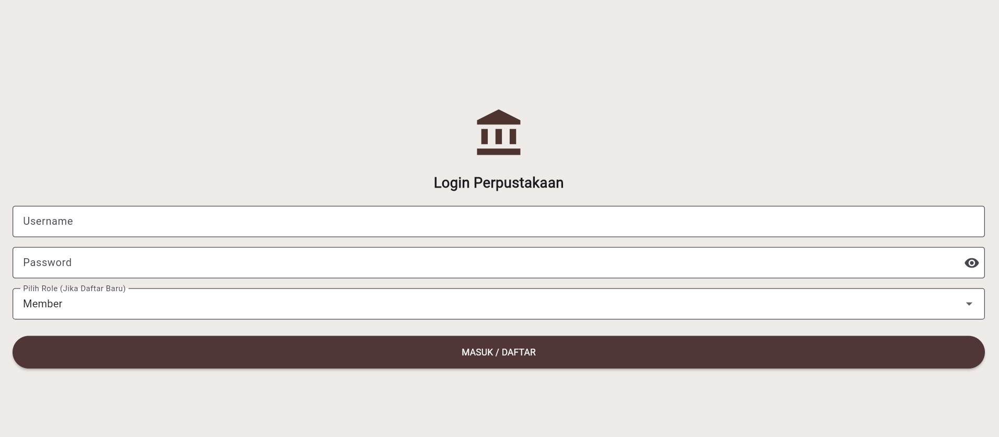 Login Perpustakaan
Username
Password
Pilih Role (Jika Daftar Baru)
Member
MASUK / DAFTAR